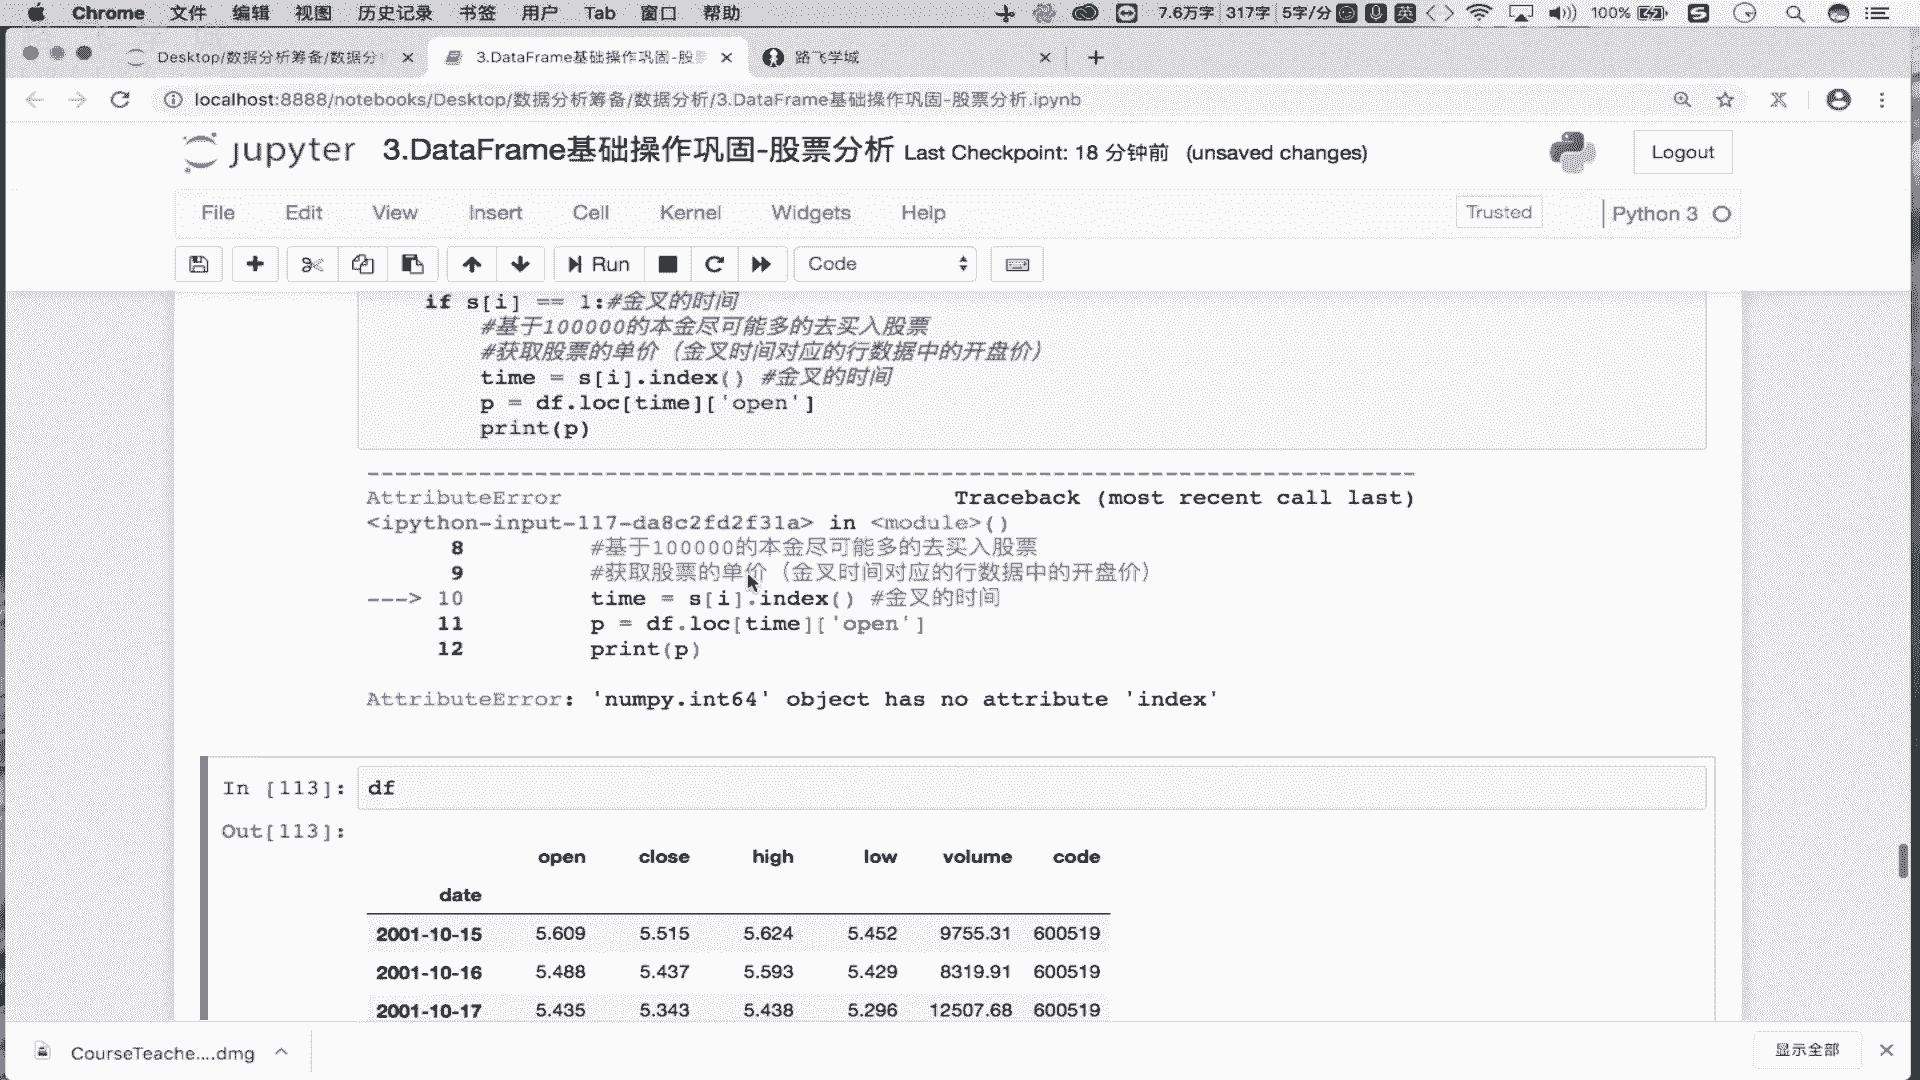 Chrome 文件 编辑 视图 历史记录 书签 用户 Tab 窗口 帮助 7.6万字 317字 5字/分 英 100%
Desktop/数据分析筹备/数据分 3.DataFrame基础操作巩固-股 路飞学城
localhost:8888/notebooks/Desktop/数据分析筹备/数据分析/3.DataFrame基础操作巩固-股票分析.ipynb
jupyter 3.DataFrame基础操作巩固-股票分析 Last Checkpoint: 18 分钟前 (unsaved changes) Logout
File Edit View Insert Cell Kernel Widgets Help Trusted Python 3
Run Code
if s[i] == 1:#金叉的时间
#基于100000的本金尽可能多的去买入股票
#获取股票的单价（金叉时间对应的行数据中的开盘价）
time = s[i].index() #金叉的时间
p = df.loc[time]['open']
print(p)
---------------------------------------------------------------------------
AttributeError Traceback (most recent call last)
<ipython-input-117-da8c2fd2f31a> in <module>()
8 #基于100000的本金尽可能多的去买入股票
9 #获取股票的单价（金叉时间对应的行数据中的开盘价）
---> 10 time = s[i].index() #金叉的时间
11 p = df.loc[time]['open']
12 print(p)
AttributeError: 'numpy.int64' object has no attribute 'index'
In [113]: df
Out[113]:
open close high low volume code
date
2001-10-15 5.609 5.515 5.624 5.452 9755.31 600519
2001-10-16 5.488 5.437 5.593 5.429 8319.91 600519
2001-10-17 5.435 5.343 5.438 5.296 12507.68 600519
CourseTeache....dmg 显示全部